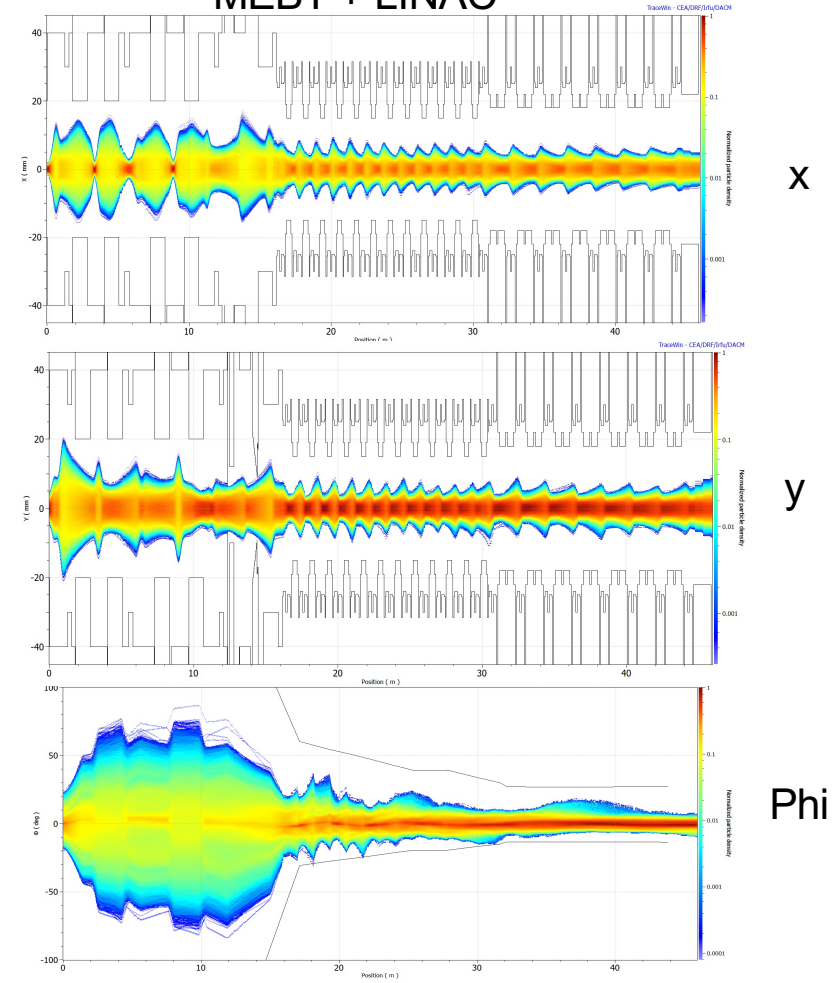 MEBT + LINAC
TraceWin - CEA/DRF/Irfu/DACM
X ( mm )
40
20
0
-20
-40
0 10 20 30 40
Position ( m )
1
0.1
0.01
0.001
Normalized particle density
x
TraceWin - CEA/DRF/Irfu/DACM
Y ( mm )
40
20
0
-20
-40
0 10 20 30 40
Position ( m )
1
0.1
0.01
0.001
Normalized particle density
y
Φ ( deg )
100
50
0
-50
-100
0 10 20 30 40
Position ( m )
1
0.1
0.01
0.001
0.0001
Normalized particle density
Phi